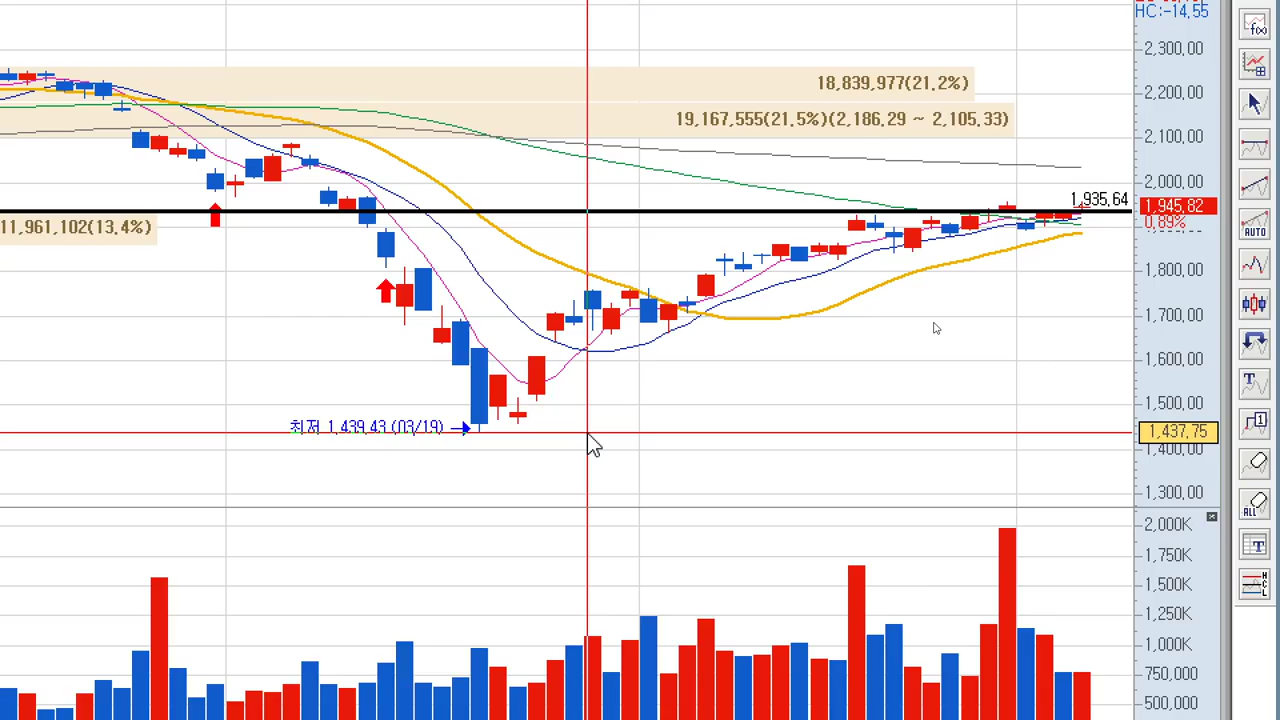 HC:-14.55
2,300.00
18,839,977(21.2%)
2,200.00
19,167,555(21.5%)(2,186.29 ~ 2,105.33)
2,100.00
2,000.00
1,935.64
1,945.82
0.89%
11,961,102(13.4%)
1,800.00
1,700.00
1,600.00
1,500.00
최저 1,439.43 (03/19)
1,437.75
1,400.00
1,300.00
2,000K
1,750K
1,500K
1,250K
1,000K
750,000
500,000
f(x)
AUTO
T
1
ALL
T
H
C
L